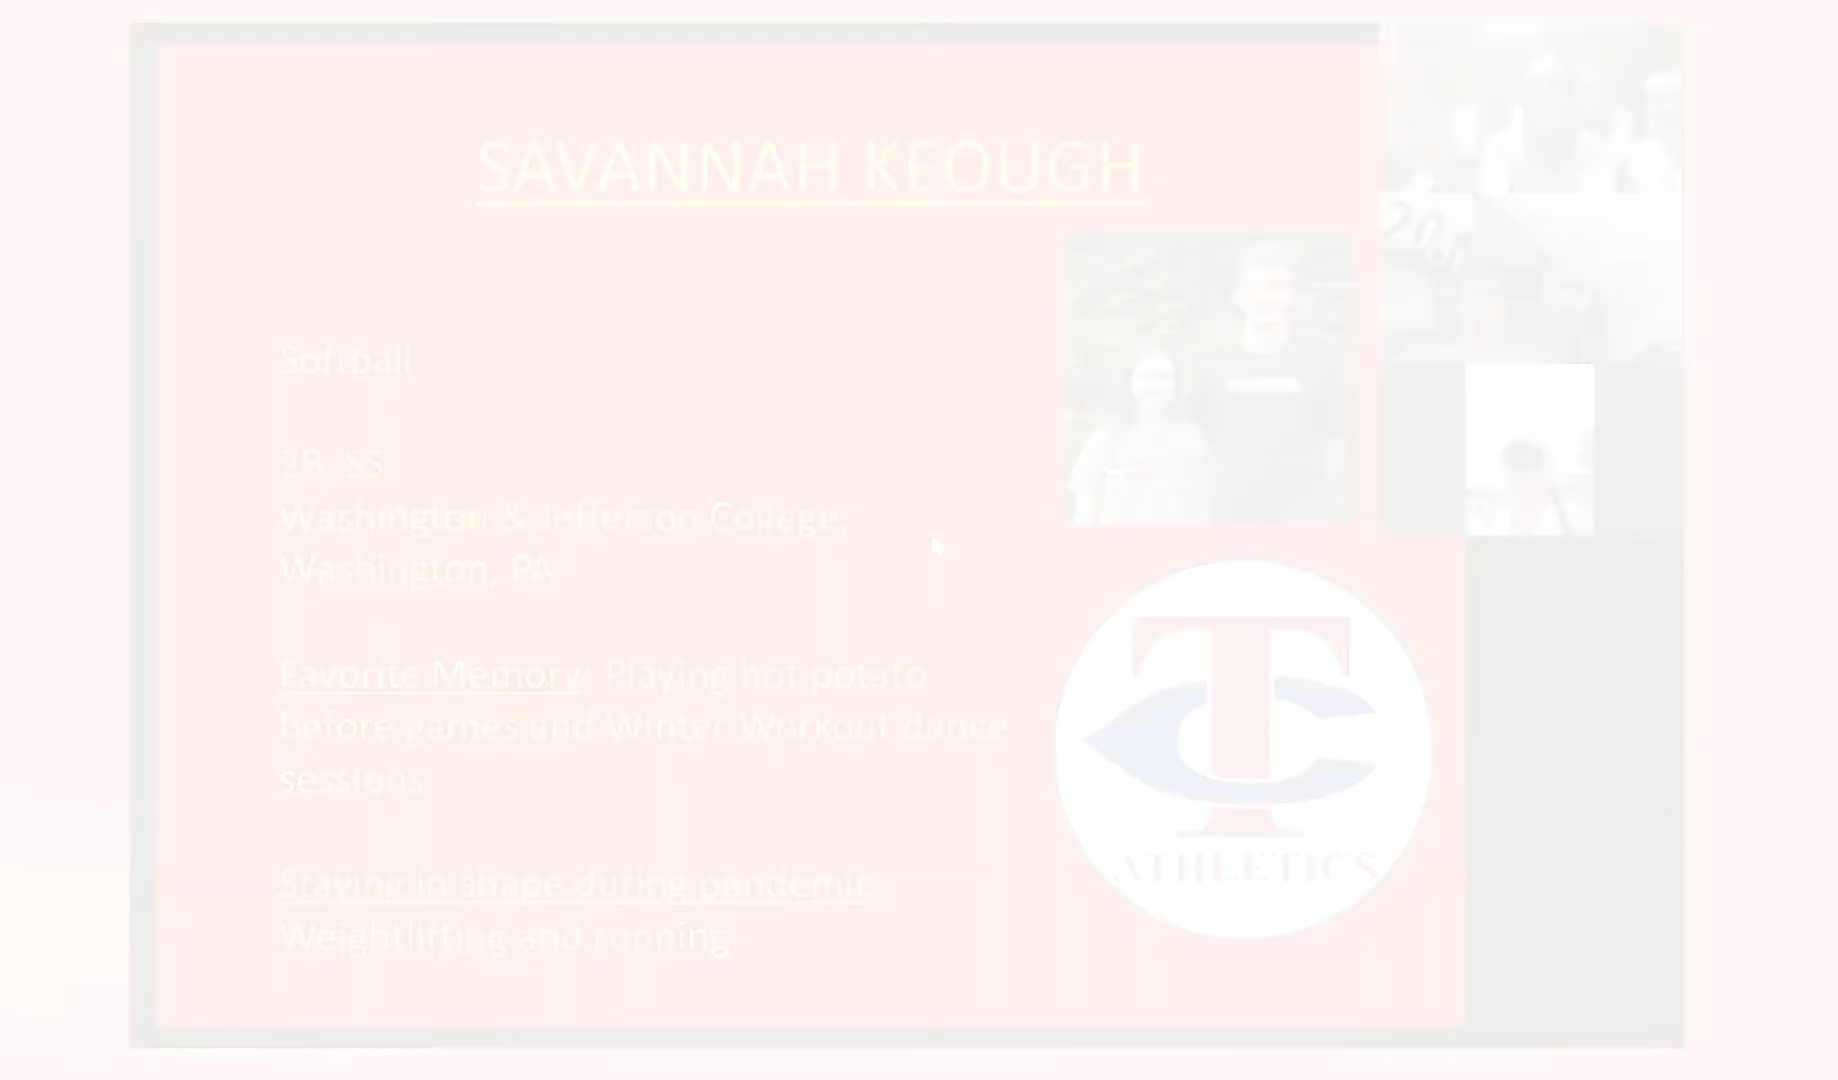 SAVANNAH KEOUGH
Softball
2B, SS
Washington & Jefferson College,
Washington, PA
Favorite Memory: Playing hot potato
before games and Winter Workout dance
sessions
Staying in shape during pandemic
Weightlifting and running
TC
ATHLETICS